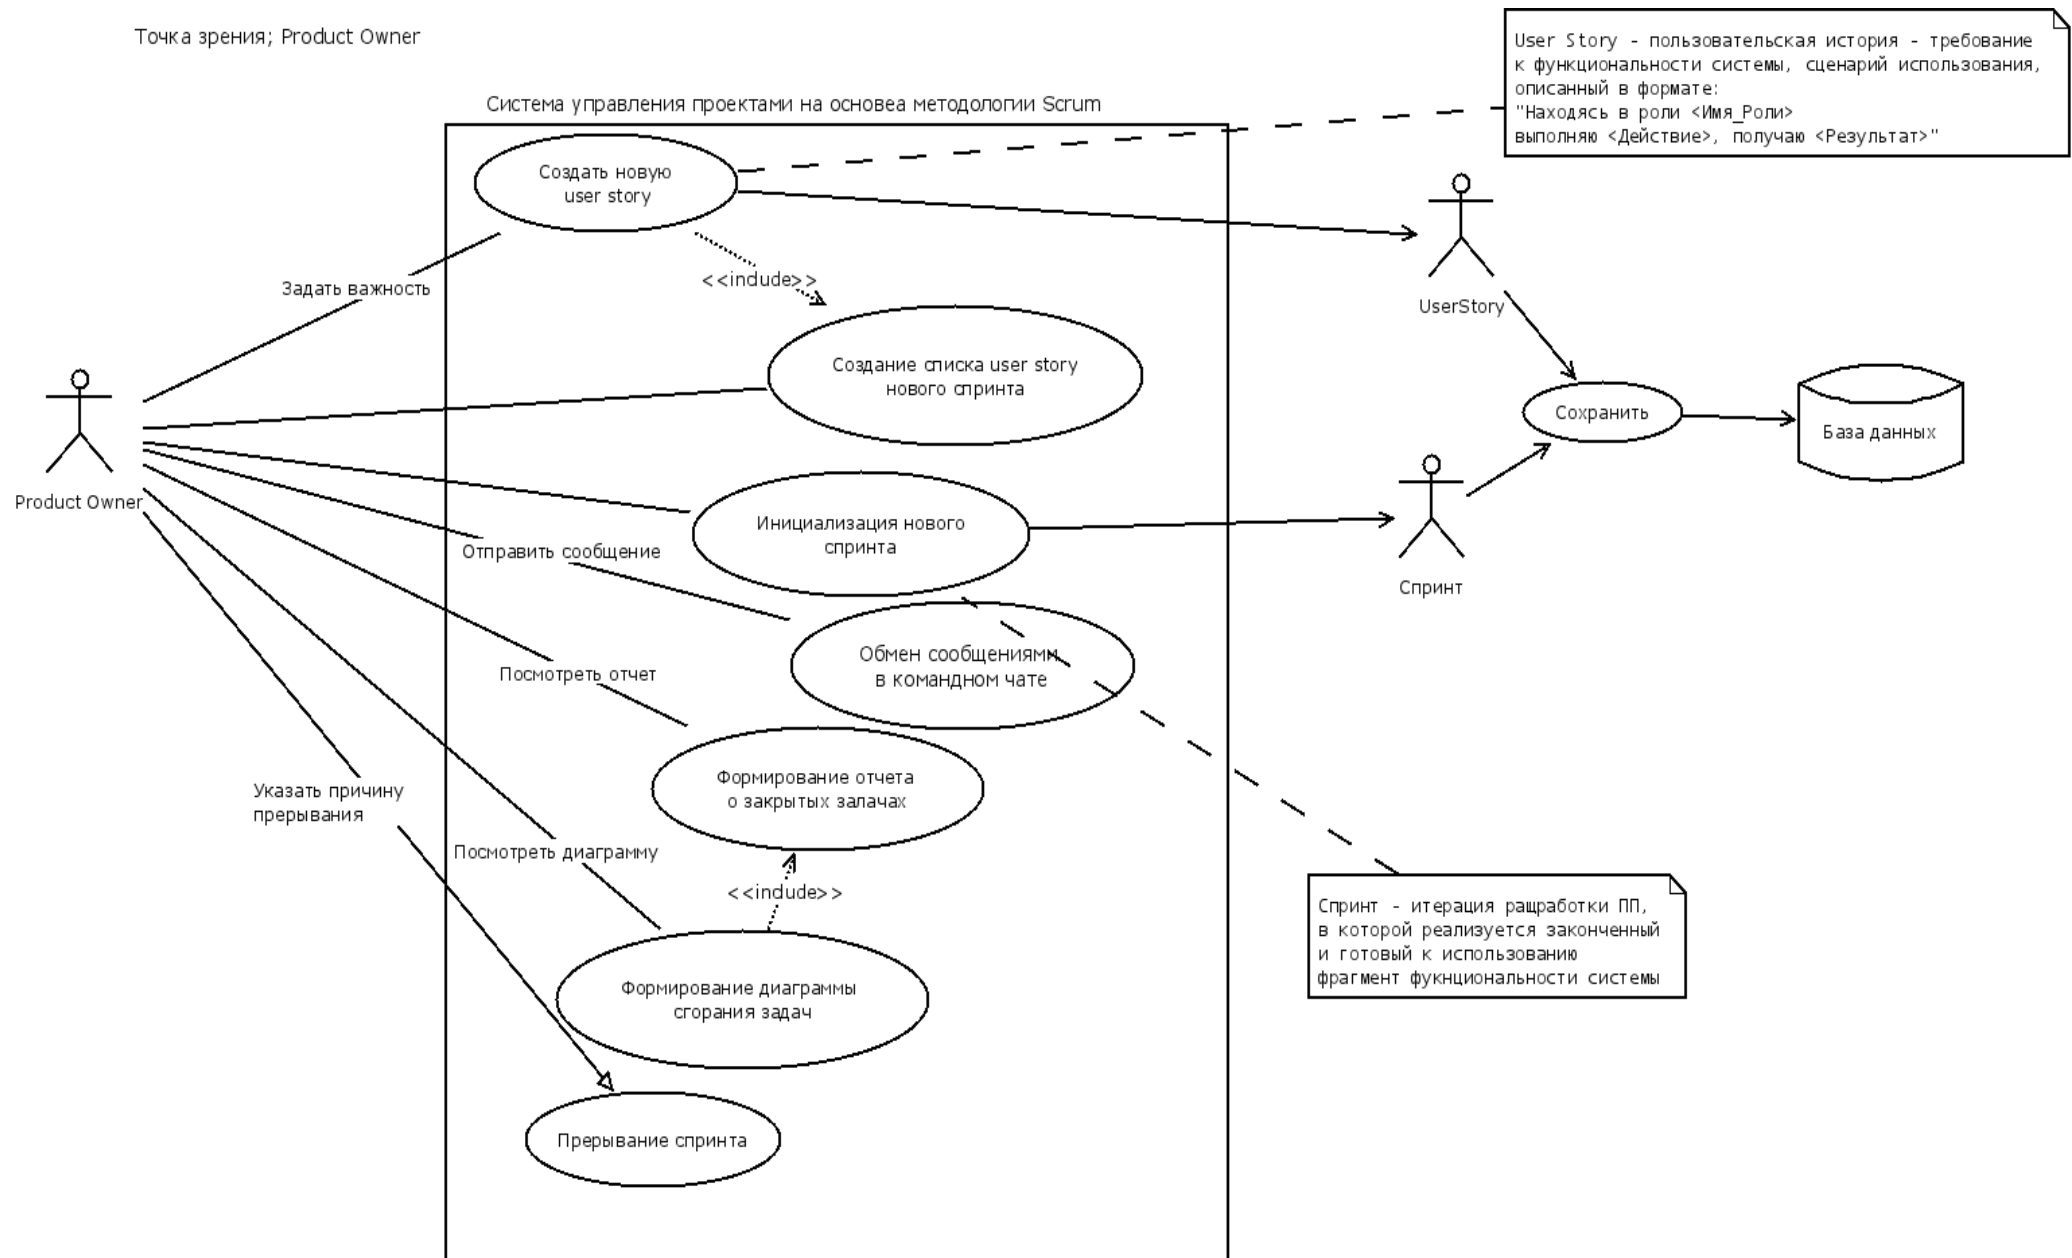 Точка зрения; Product Owner
User Story - пользовательская история - требование
к функциональности системы, сценарий использования,
описанный в формате:
"Находясь в роли <Имя_Роли>
выполняю <Действие>, получаю <Результат>"
Система управления проектами на основеа методологии Scrum
Создать новую
user story
Задать важность
<<include>>
UserStory
Создание списка user story
нового спринта
Сохранить
База данных
Product Owner
Инициализация нового
спринта
Отправить сообщение
Спринт
Обмен сообщениями
в командном чате
Посмотреть отчет
Формирование отчета
о закрытых залачах
Указать причину
прерывания
Посмотреть диаграмму
<<include>>
Спринт - итерация ращработки ПП,
в которой реализуется законченный
и готовый к использованию
фрагмент фукнциональности системы
Формирование диаграммы
сгорания задач
Прерывание спринта